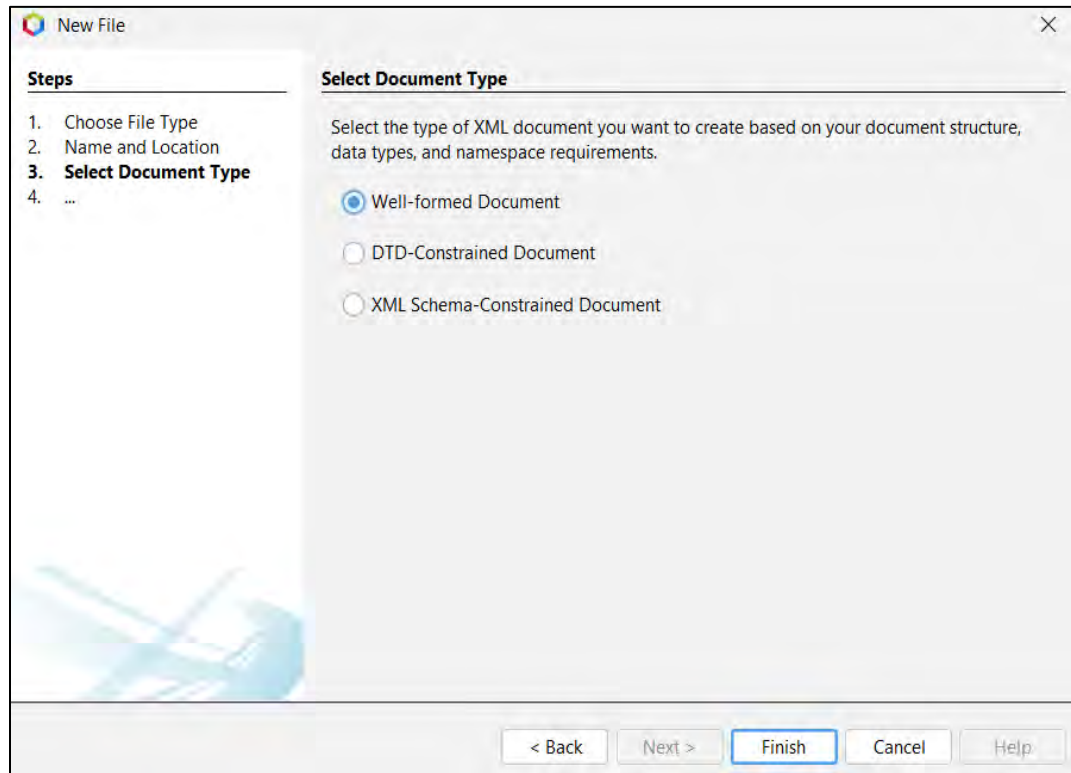 New File
Steps
1. Choose File Type
2. Name and Location
3. Select Document Type
4. ...
Select Document Type
Select the type of XML document you want to create based on your document structure,
data types, and namespace requirements.
Well-formed Document
DTD-Constrained Document
XML Schema-Constrained Document
< Back
Next >
Finish
Cancel
Help